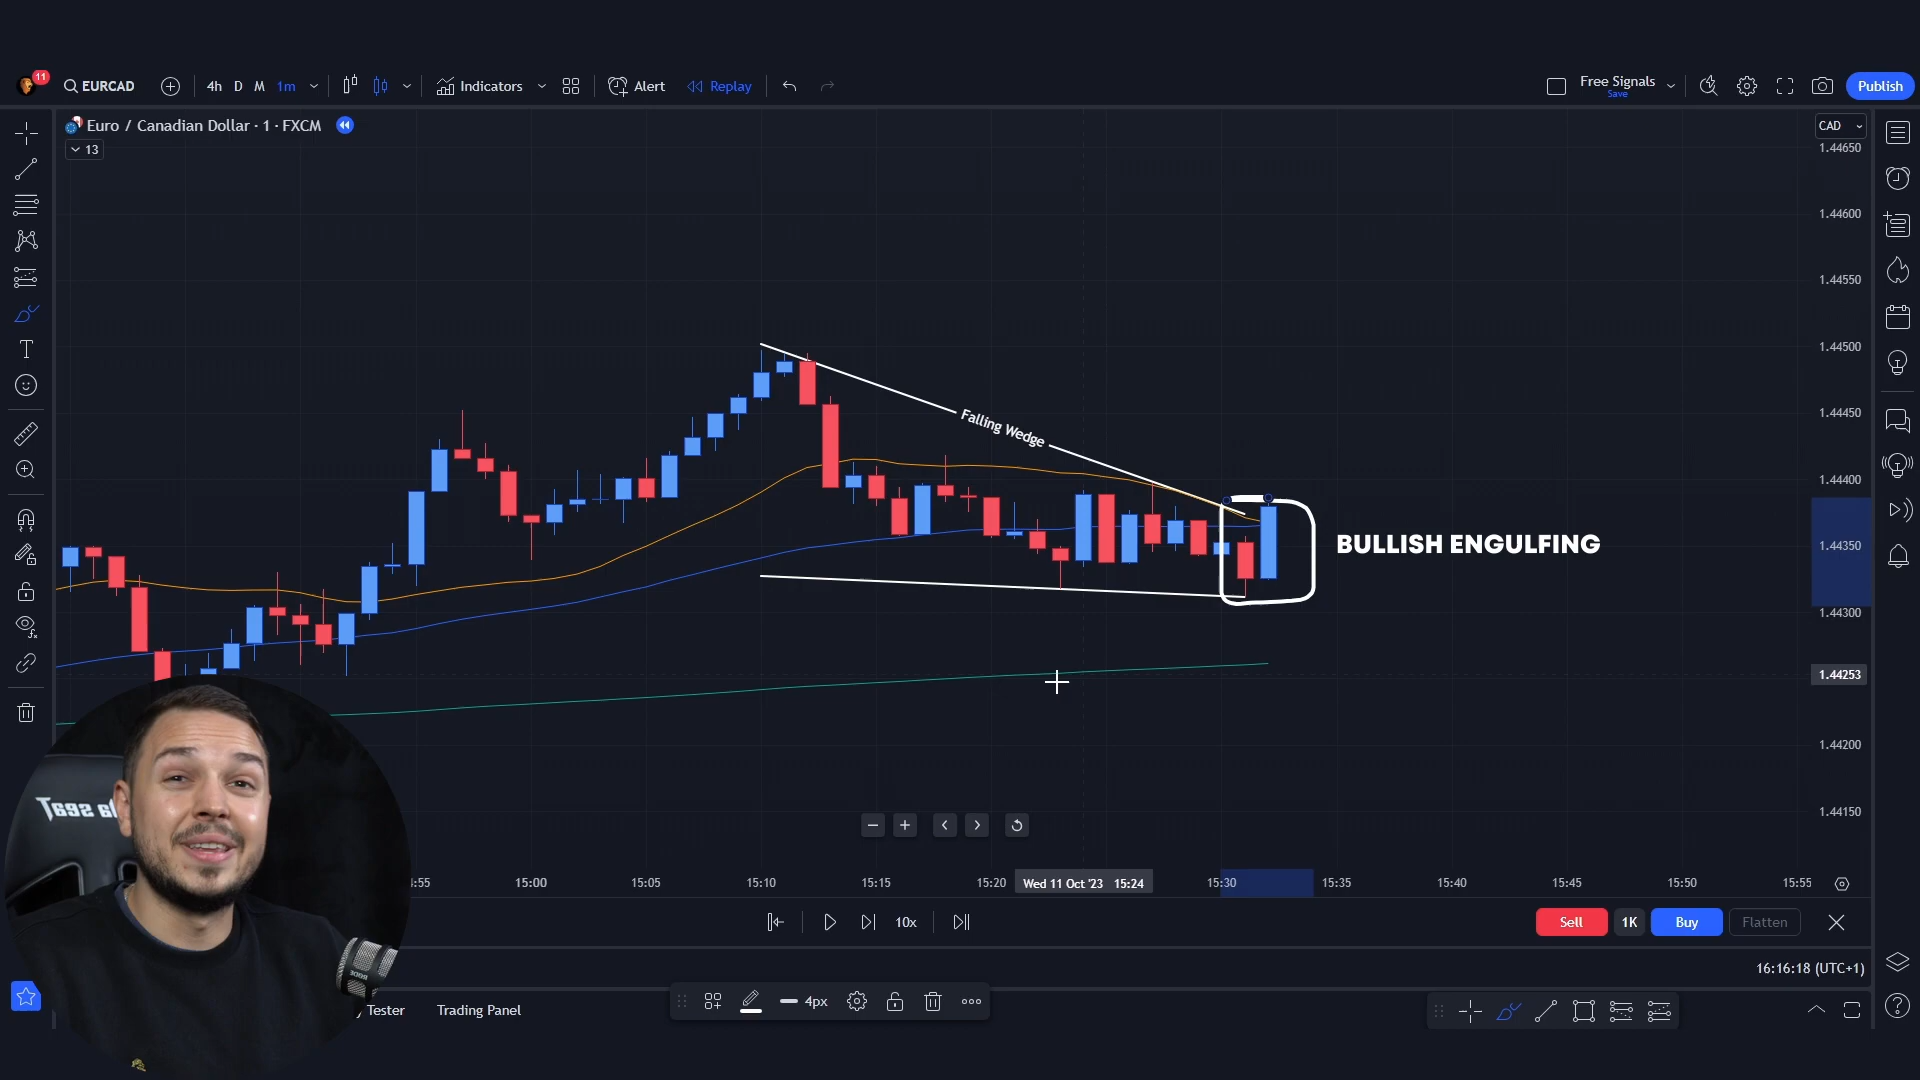 11
EURCAD
4h D M 1m
Indicators
Alert
Replay
Free Signals
Save
Publish
Euro / Canadian Dollar · 1 · FXCM
13
CAD
1.44650
1.44600
1.44550
1.44500
1.44450
1.44400
1.44350
1.44300
1.44253
1.44200
1.44150
Falling Wedge
BULLISH ENGULFING
:55
15:00
15:05
15:10
15:15
15:20
Wed 11 Oct '23 15:24
15:30
15:35
15:40
15:45
15:50
15:55
10x
Sell
1K
Buy
Flatten
16:16:18 (UTC+1)
Tester
Trading Panel
4px
RODE